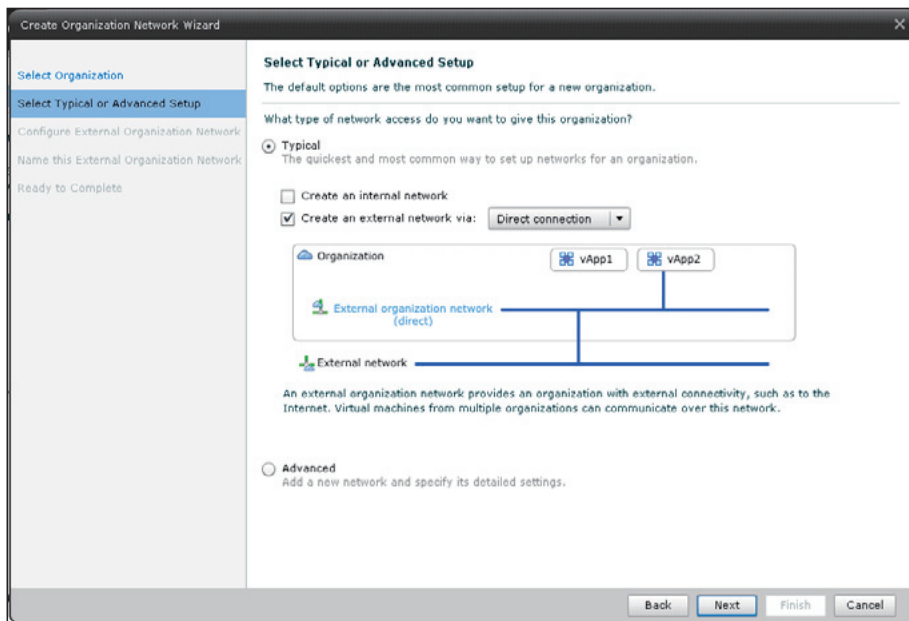 Create Organization Network Wizard
Select Organization
Select Typical or Advanced Setup
Configure External Organization Network
Name this External Organization Network
Ready to Complete
Select Typical or Advanced Setup
The default options are the most common setup for a new organization.
What type of network access do you want to give this organization?
Typical
The quickest and most common way to set up networks for an organization.
Create an internal network
Create an external network via: Direct connection
Organization
vApp1 vApp2
External organization network
(direct)
External network
An external organization network provides an organization with external connectivity, such as to the
Internet. Virtual machines from multiple organizations can communicate over this network.
Advanced
Add a new network and specify its detailed settings.
Back Next Finish Cancel